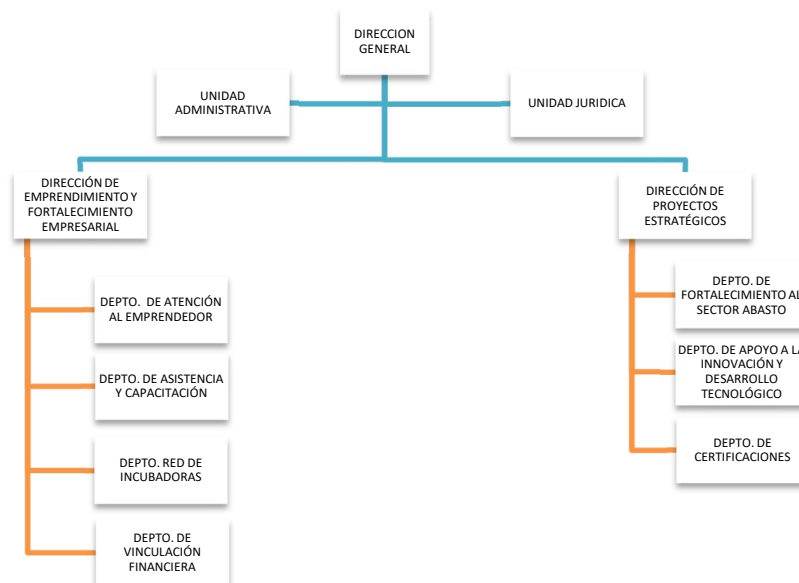 DIRECCION
GENERAL
UNIDAD
ADMINISTRATIVA
UNIDAD JURIDICA
DIRECCIÓN DE
EMPRENDIMIENTO Y
FORTALECIMIENTO
EMPRESARIAL
DIRECCIÓN DE
PROYECTOS
ESTRATÉGICOS
DEPTO. DE ATENCIÓN
AL EMPRENDEDOR
DEPTO. DE ASISTENCIA
Y CAPACITACIÓN
DEPTO. RED DE
INCUBADORAS
DEPTO. DE
VINCULACIÓN
FINANCIERA
DEPTO. DE
FORTALECIMIENTO AL
SECTOR ABASTO
DEPTO. DE APOYO A LA
INNOVACIÓN Y
DESARROLLO
TECNOLÓGICO
DEPTO. DE
CERTIFICACIONES